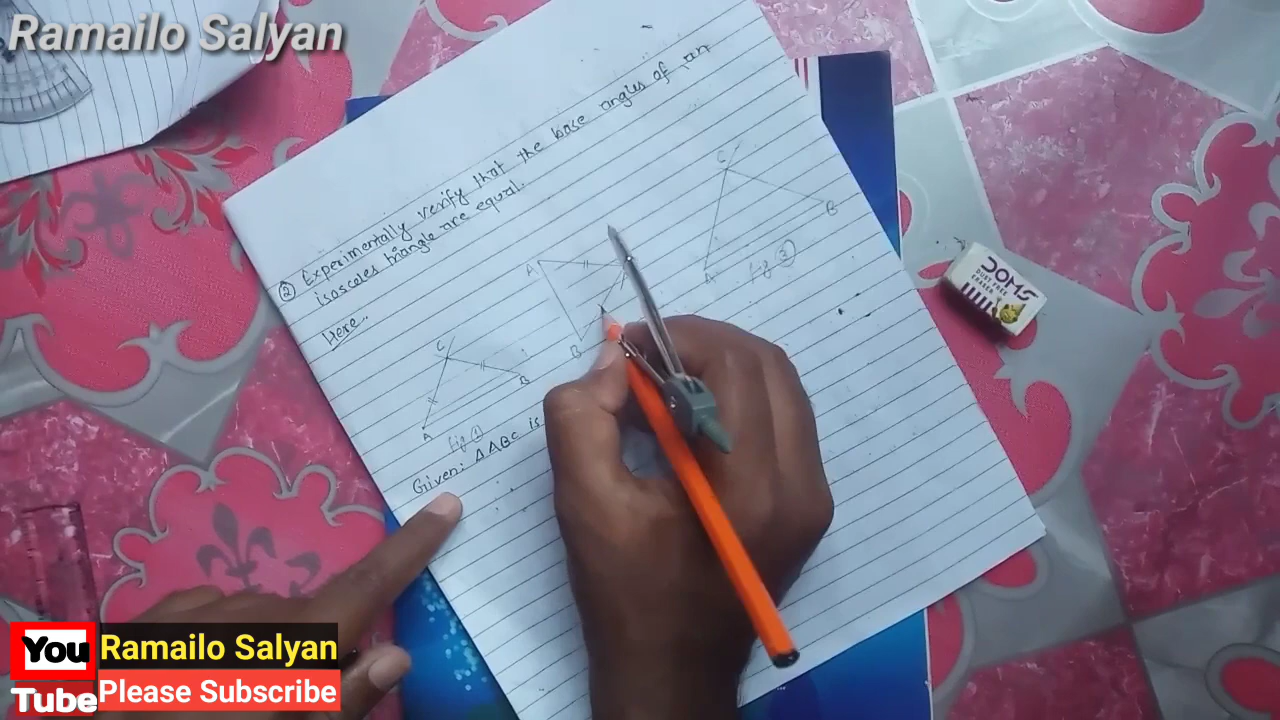 Ramailo Salyan
② Experimentally verify that the base angles of an
isosceles triangle are equal.
Here..
C
B
A
Fig ①
A
B
C
B
A
fig ③
Given: ΔABC is
DOMS
DUST FREE
ERASER
You
Tube
Ramailo Salyan
Please Subscribe